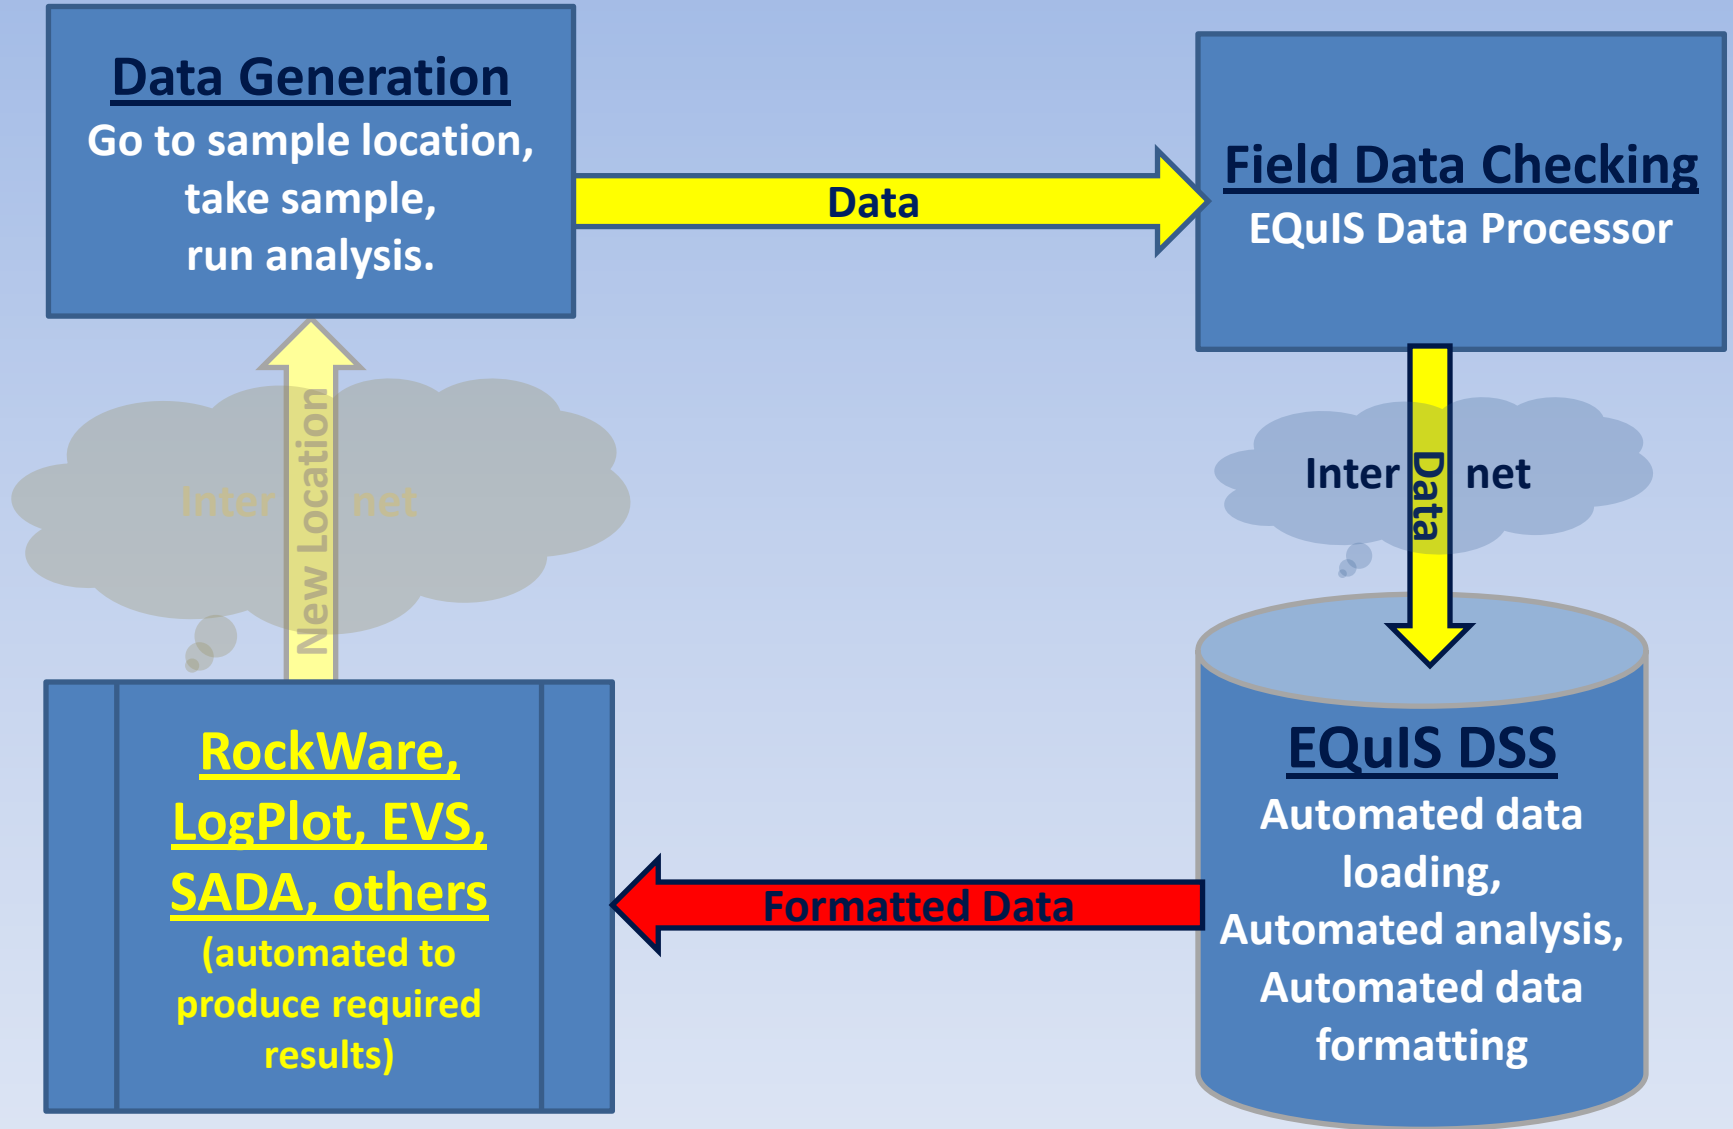 Data Generation
Go to sample location,
take sample,
run analysis.
Data
Field Data Checking
EQuIS Data Processor
Inter net
New Location
Inter net
Data
RockWare,
LogPlot, EVS,
SADA, others
(automated to
produce required
results)
Formatted Data
EQuIS DSS
Automated data
loading,
Automated analysis,
Automated data
formatting